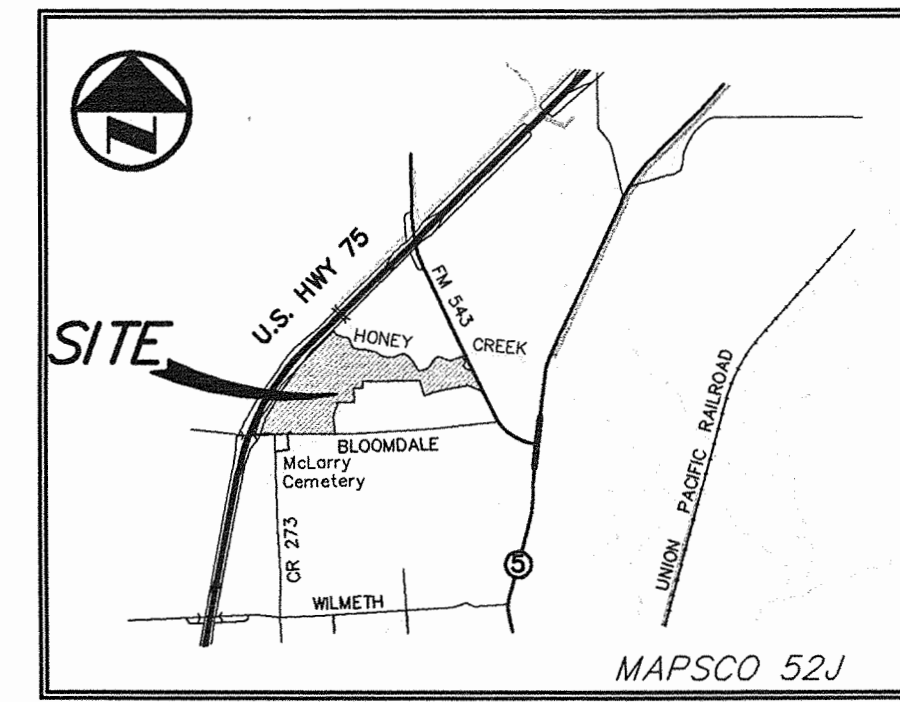 N
U.S. HWY 75
FM 543
SITE
HONEY
CREEK
BLOOMDALE
McLarry
Cemetery
UNION PACIFIC RAILROAD
CR 273
5
WILMETH
MAPSCO 52J